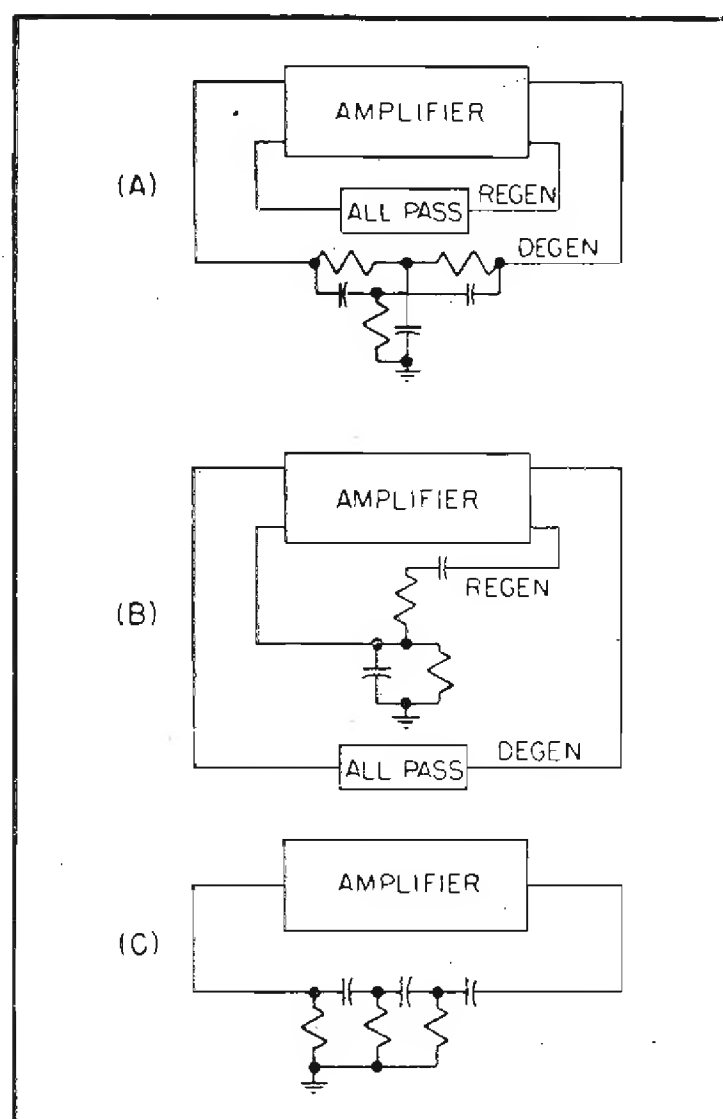 AMPLIFIER
(A)
REGEN
ALL PASS
DEGEN
AMPLIFIER
REGEN
(B)
DEGEN
ALL PASS
AMPLIFIER
(C)